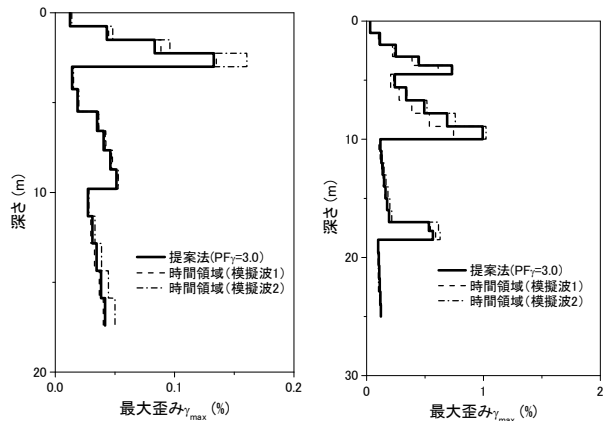 0
10
20
深さ(m)
提案法(PFγ=3.0)
時間領域(模擬波1)
時間領域(模擬波2)
0.0
0.1
0.2
最大歪みγmax(%)
0
10
20
30
深さ(m)
提案法(PFγ=3.0)
時間領域(模擬波1)
時間領域(模擬波2)
0
1
2
最大歪みγmax(%)